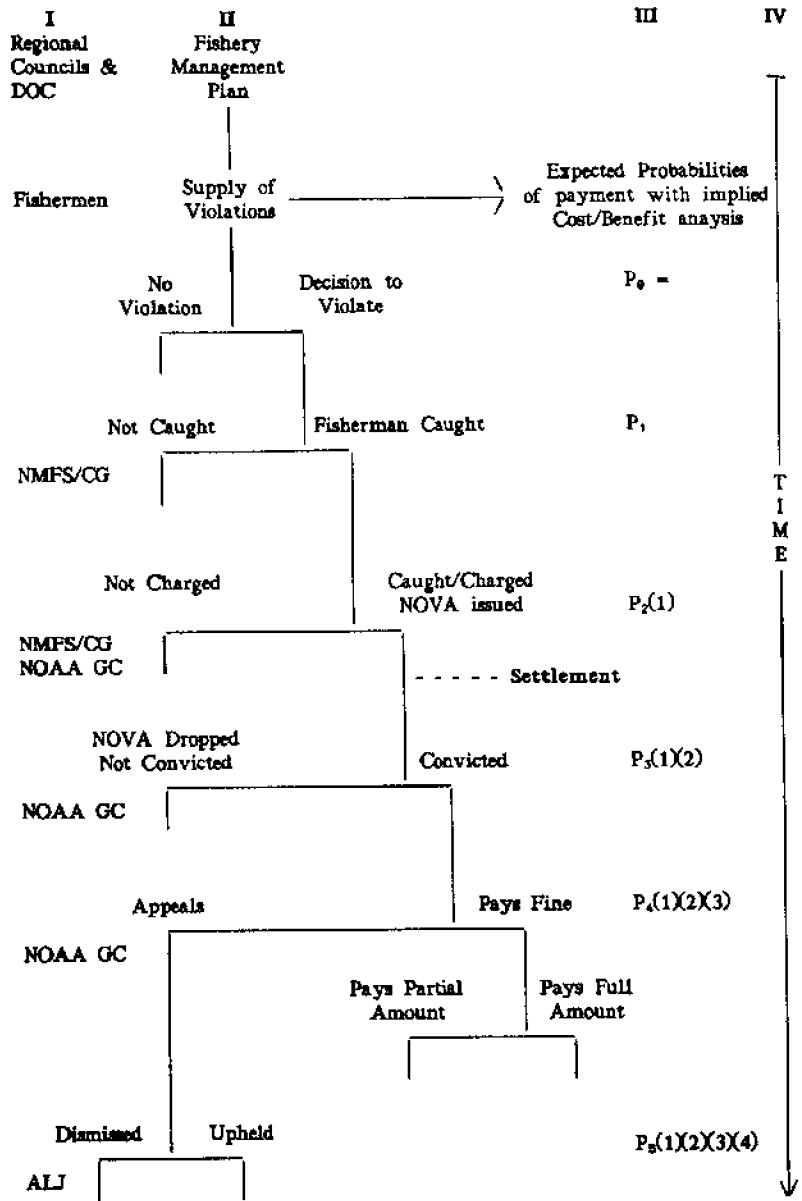 I II III IV
Regional Fishery
Councils & Management
DOC Plan
Expected Probabilities
Fishermen Supply of of payment with implied
Violations Cost/Benefit anaysis
No Decision to P₀ =
Violation Violate
Not Caught Fisherman Caught P₁
NMFS/CG
T
I
M
E
Not Charged Caught/Charged
NOVA issued P₂(1)
NMFS/CG
NOAA GC
----- Settlement
NOVA Dropped
Not Convicted Convicted P₃(1)(2)
NOAA GC
Appeals Pays Fine P₄(1)(2)(3)
NOAA GC
Pays Partial Pays Full
Amount Amount
Dismissed Upheld P₅(1)(2)(3)(4)
ALJ